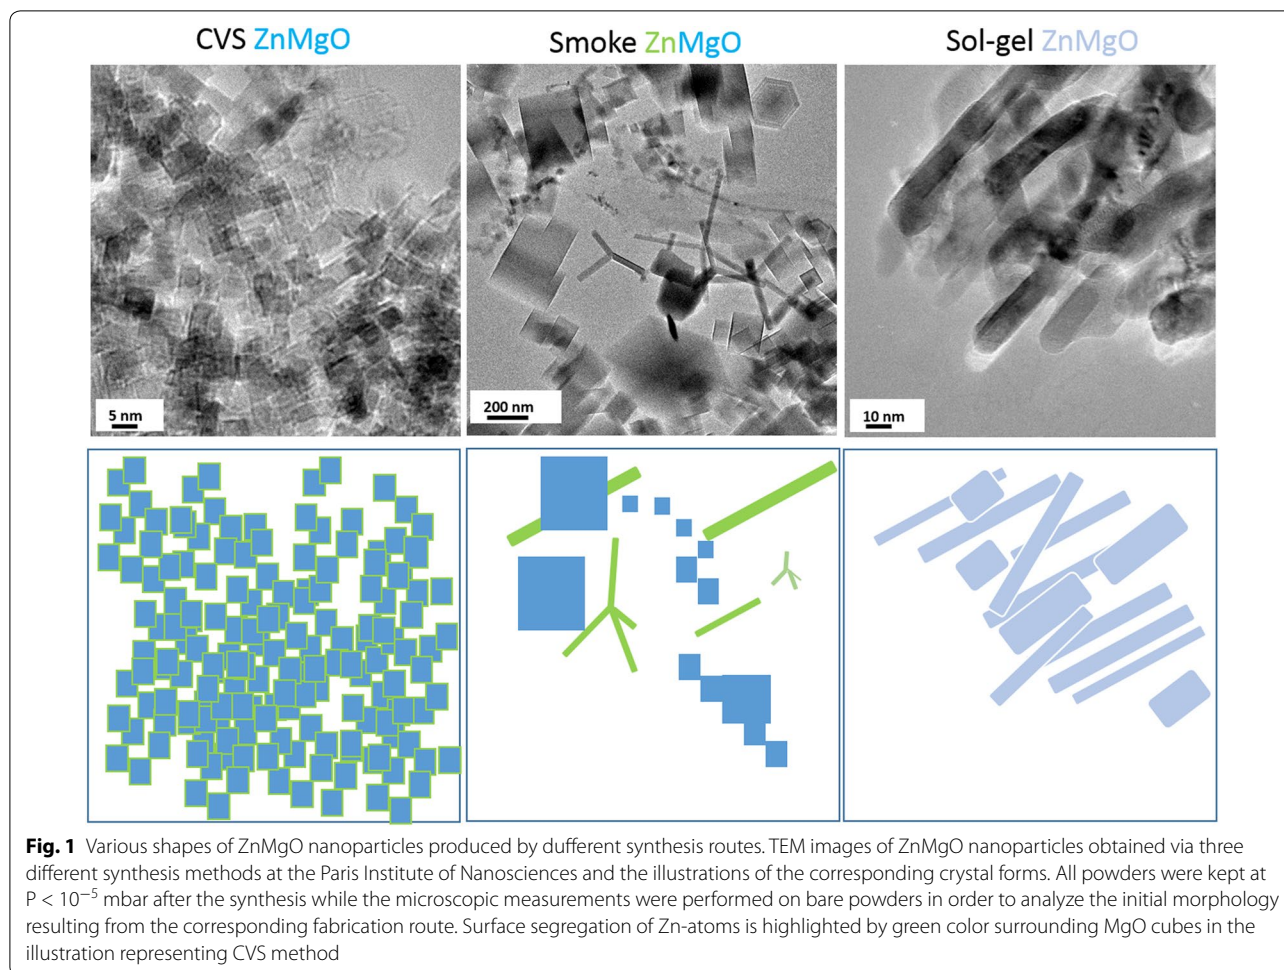 CVS ZnMgO
Smoke ZnMgO
Sol-gel ZnMgO
5 nm
200 nm
10 nm
Fig. 1 Various shapes of ZnMgO nanoparticles produced by dufferent synthesis routes. TEM images of ZnMgO nanoparticles obtained via three
different synthesis methods at the Paris Institute of Nanosciences and the illustrations of the corresponding crystal forms. All powders were kept at
P < 10⁻⁵ mbar after the synthesis while the microscopic measurements were performed on bare powders in order to analyze the initial morphology
resulting from the corresponding fabrication route. Surface segregation of Zn-atoms is highlighted by green color surrounding MgO cubes in the
illustration representing CVS method